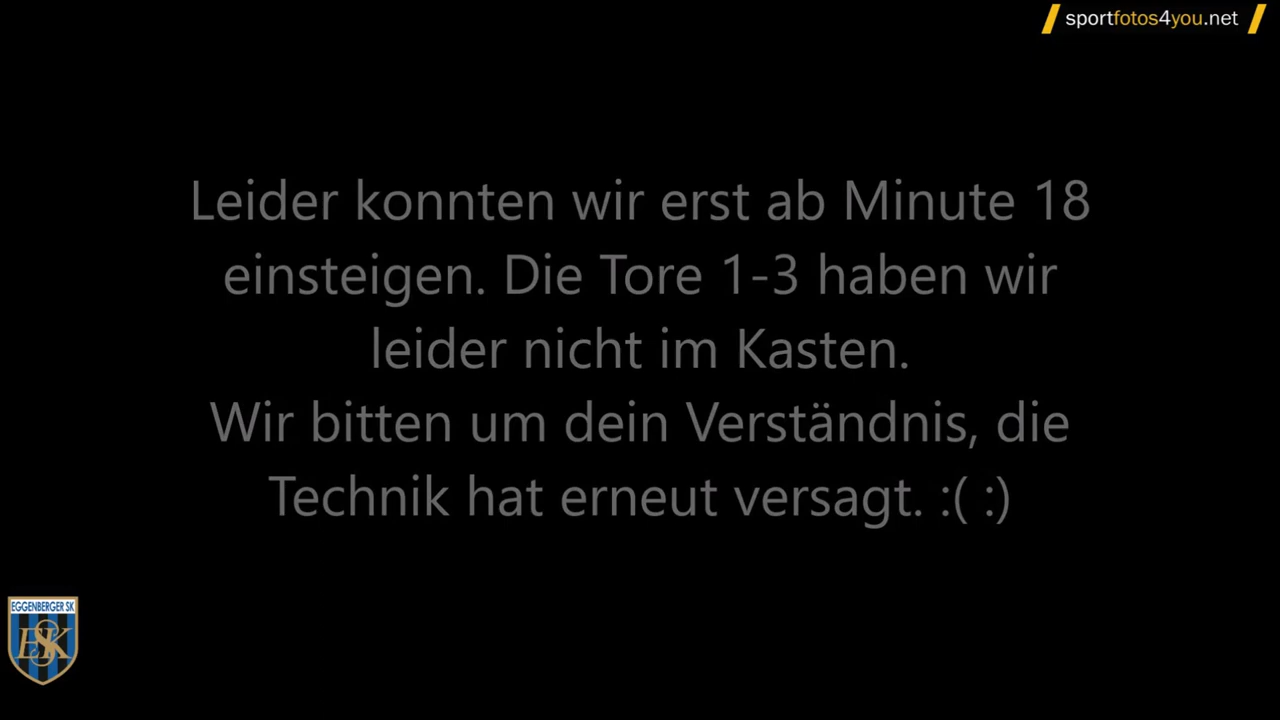 sportfotos4you.net
Leider konnten wir erst ab Minute 18
einsteigen. Die Tore 1-3 haben wir
leider nicht im Kasten.
Wir bitten um dein Verständnis, die
Technik hat erneut versagt. :( :)
EGGENBERGER SK
ESK